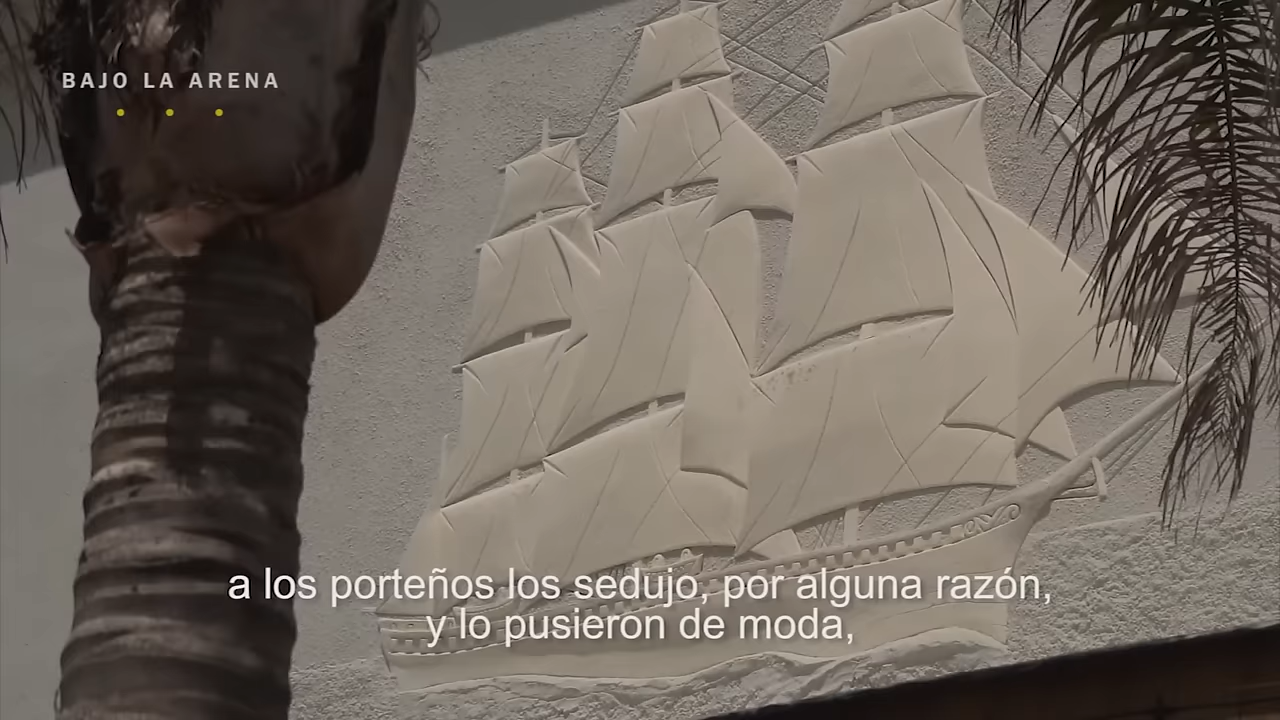 BAJO LA ARENA
a los porteños los sedujo, por alguna razón,
y lo pusieron de moda,